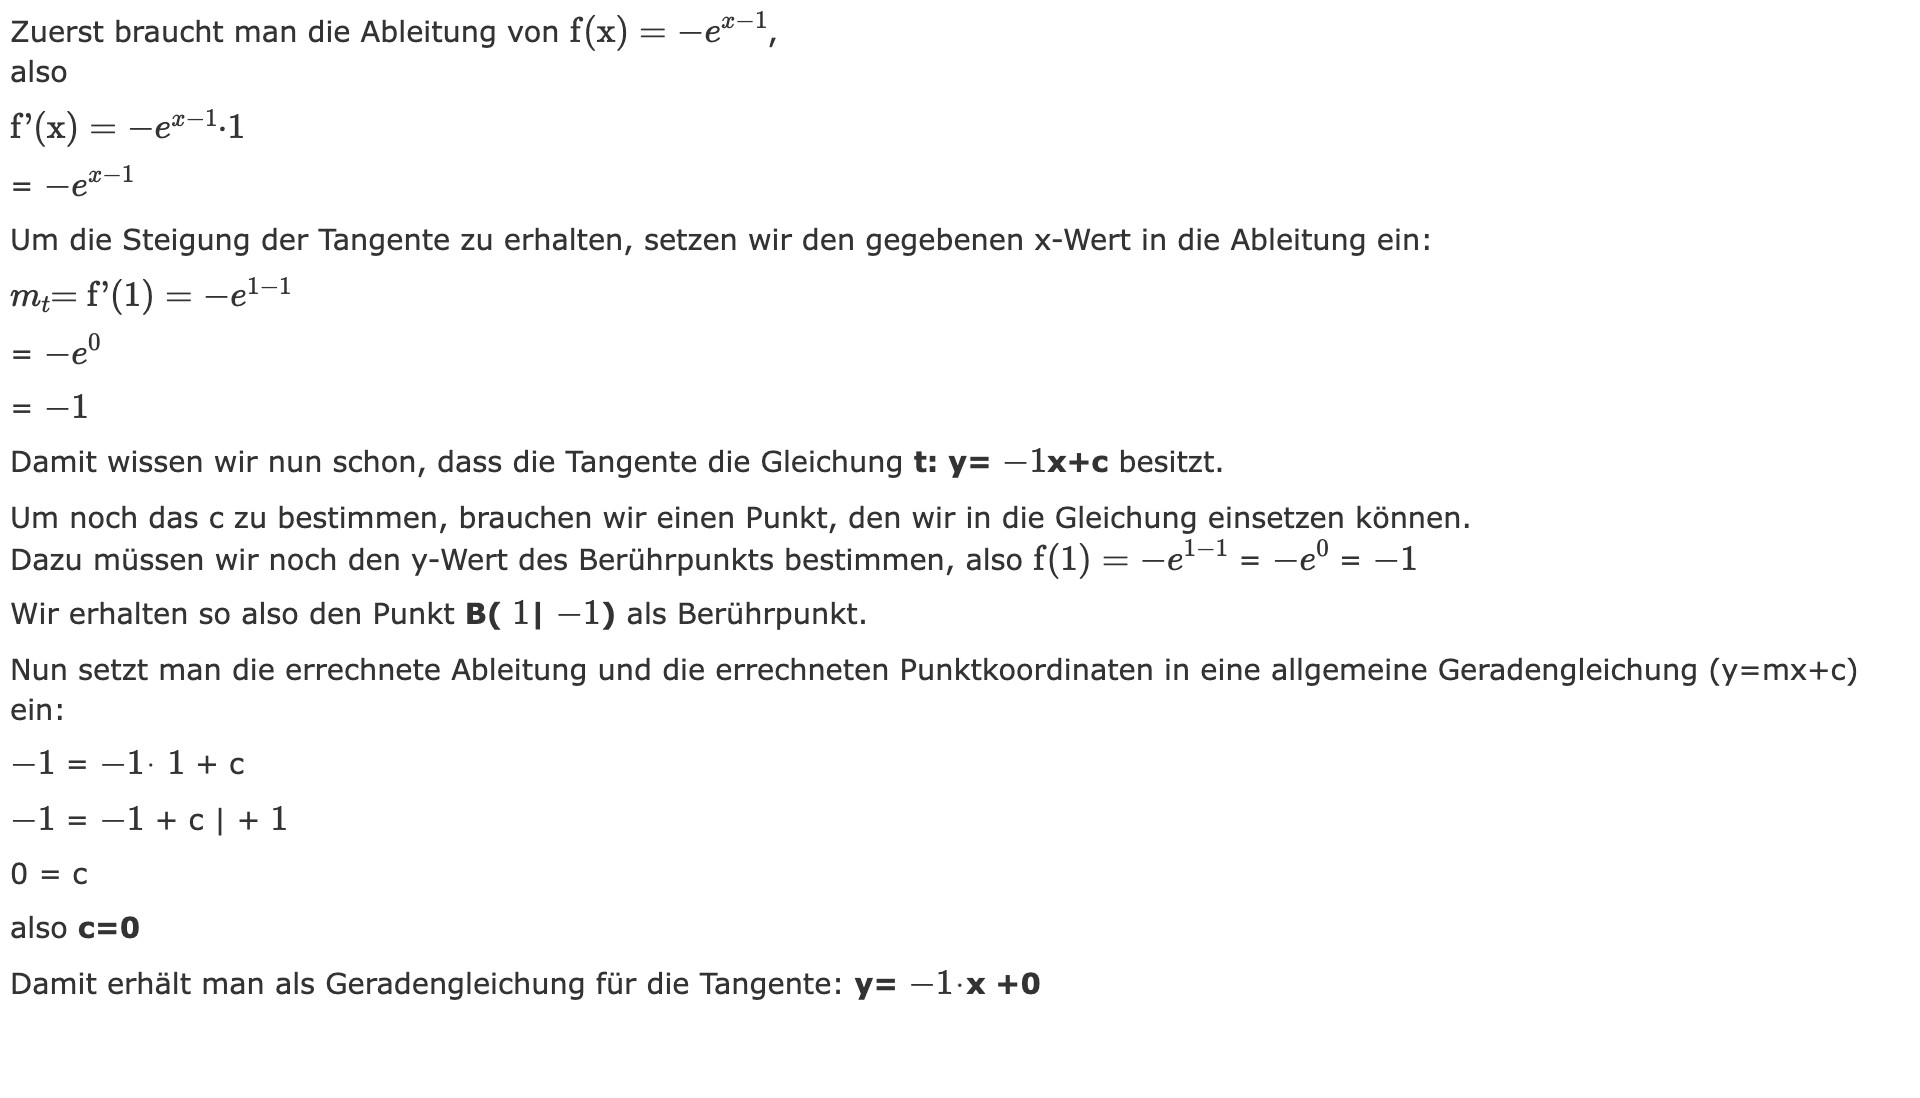 Zuerst braucht man die Ableitung von f(x) = −e^{x−1},
also
f’(x) = −e^{x−1}·1
= −e^{x−1}
Um die Steigung der Tangente zu erhalten, setzen wir den gegebenen x-Wert in die Ableitung ein:
m_t= f’(1) = −e^{1−1}
= −e^0
= −1
Damit wissen wir nun schon, dass die Tangente die Gleichung t: y= −1x+c besitzt.
Um noch das c zu bestimmen, brauchen wir einen Punkt, den wir in die Gleichung einsetzen können.
Dazu müssen wir noch den y-Wert des Berührpunkts bestimmen, also f(1) = −e^{1−1} = −e^0 = −1
Wir erhalten so also den Punkt B( 1| −1) als Berührpunkt.
Nun setzt man die errechnete Ableitung und die errechneten Punktkoordinaten in eine allgemeine Geradengleichung (y=mx+c)
ein:
−1 = −1· 1 + c
−1 = −1 + c | + 1
0 = c
also c=0
Damit erhält man als Geradengleichung für die Tangente: y= −1·x +0